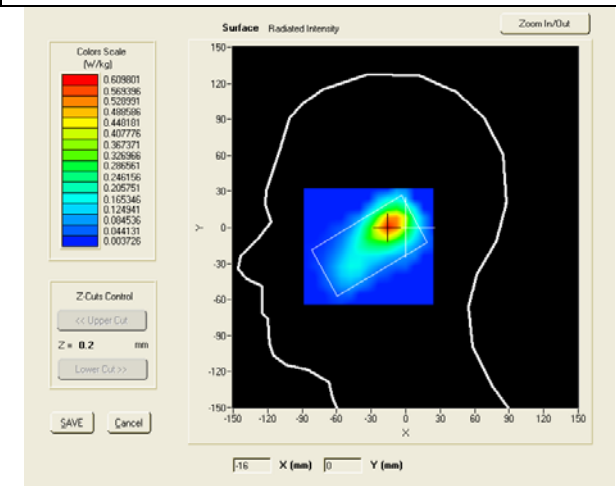 Surface Radiated Intensity
Zoom In/Out
Colors Scale
(W/kg)
0.609801
0.569396
0.528991
0.488586
0.448181
0.407776
0.367371
0.326966
0.286561
0.246156
0.205751
0.165346
0.124941
0.084536
0.044131
0.003726
Z-Cuts Control
<< Upper Cut
Z = 0.2 mm
Lower Cut >>
SAVE Cancel
150-
120-
90-
60-
30-
0-
-30-
-60-
-90-
-120-
-150-
Y
-150 -120 -90 -60 -30 0 30 60 90 120 150
X
-16 X (mm) 0 Y (mm)